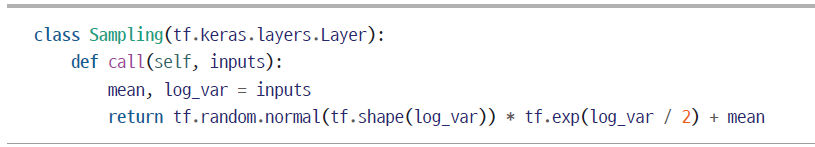 class Sampling(tf.keras.layers.Layer):
    def call(self, inputs):
        mean, log_var = inputs
        return tf.random.normal(tf.shape(log_var)) * tf.exp(log_var / 2) + mean